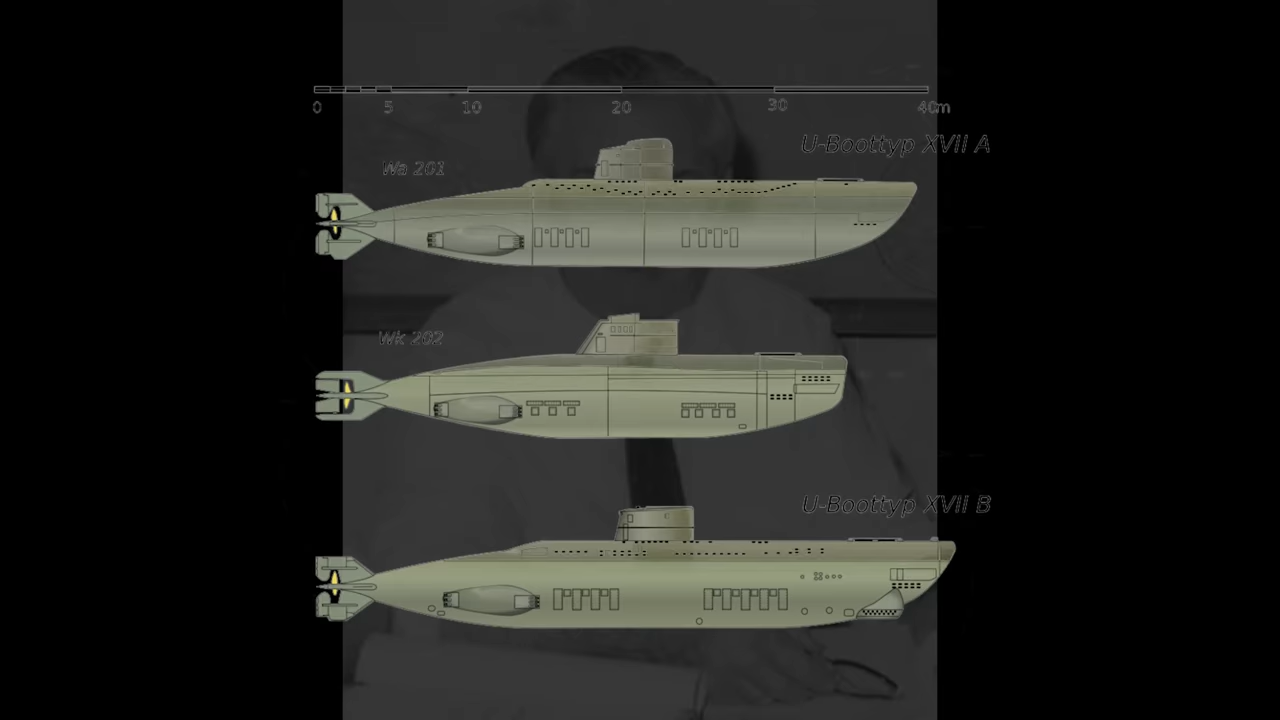 0 5 10 20 30 40m
U-Boottyp XVII A
Wa 201
Wk 202
U-Boottyp XVII B